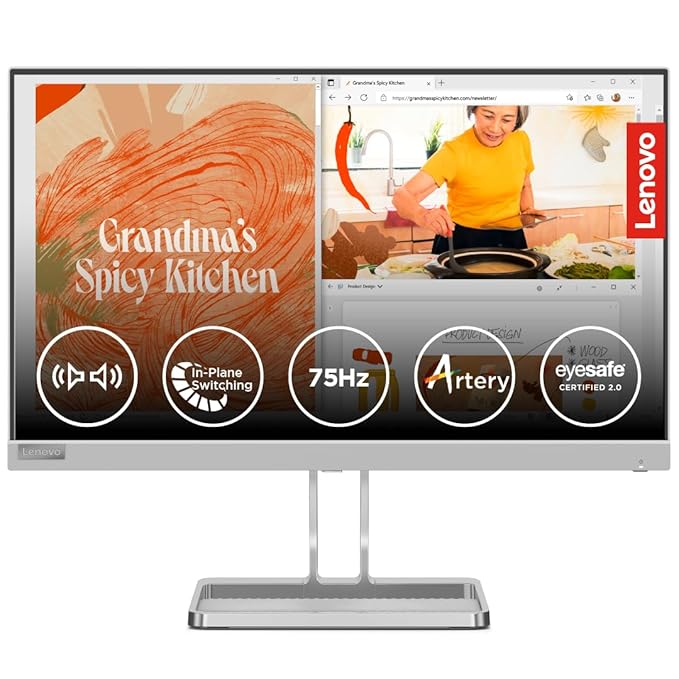 Grandma's Spicy Kitchen
https://grandmasspicykitchen.com/newsletter/
Lenovo
Grandma's
Spicy Kitchen
Product Design
PRODUCT DESIGN
* WOOD
In-Plane
Switching
75Hz
Artery
eyesafe
CERTIFIED 2.0
Lenovo